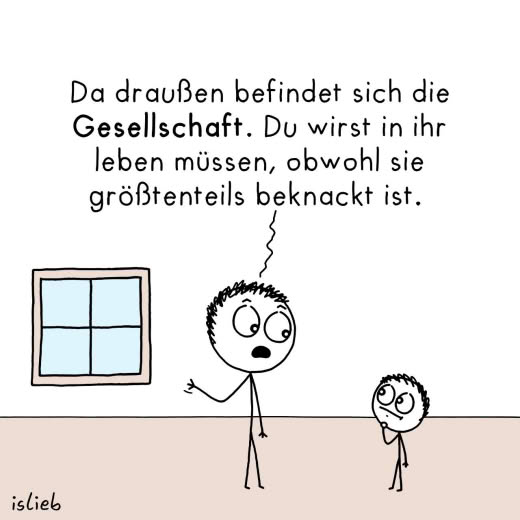 Da draußen befindet sich die
Gesellschaft. Du wirst in ihr
leben müssen, obwohl sie
größtenteils beknackt ist.
islieb